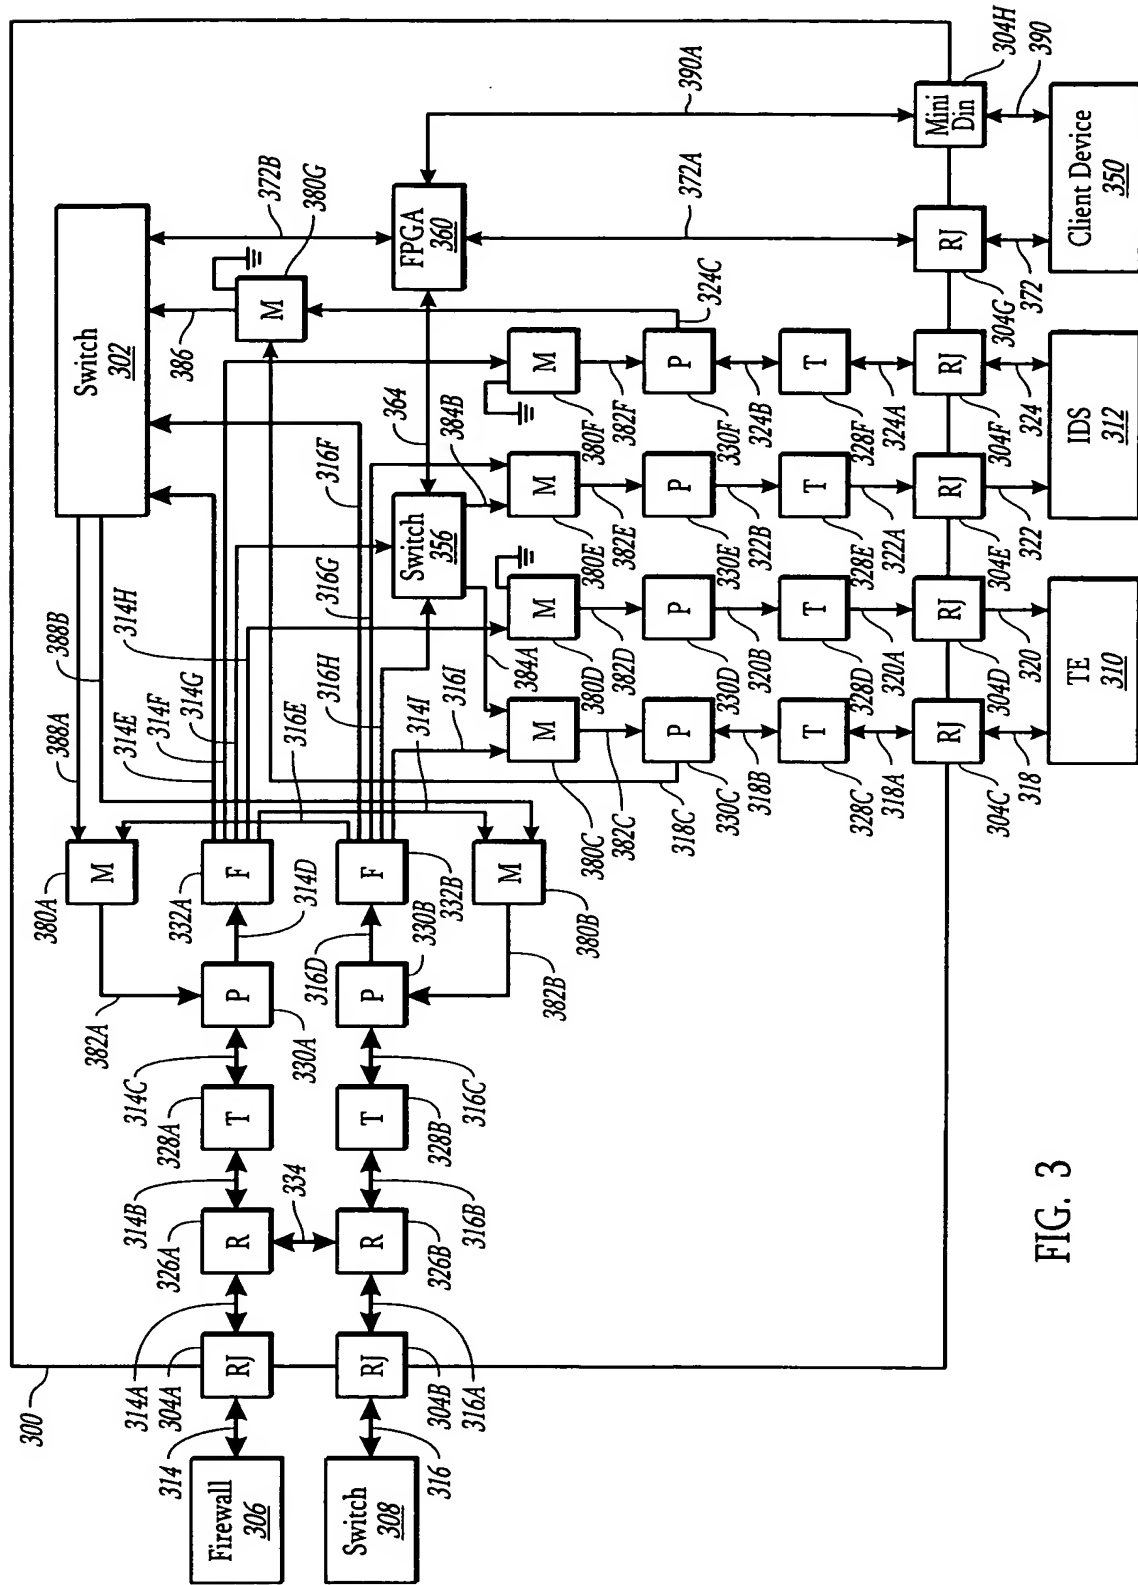 300
Firewall
306
314
304A
RJ
314A
326A
R
314B
328A
T
314C
330A
P
382A
314D
332A
F
380A
M
388A
388B
314E
314F
314G
314H
316E
314I
Switch
302
386
372B
M
380G
Switch
308
316
304B
RJ
316A
334
326B
R
316B
328B
T
316C
P
330B
316D
332B
F
382B
M
380B
316F
316G
316H
316I
364
Switch
356
384A
384B
FPGA
360
372A
390A
M
380C
382C
M
380D
382D
M
380E
382E
M
380F
382F
318C
324C
P
330C
318B
P
330D
320B
P
330E
322B
P
330F
324B
T
328C
318A
T
328D
320A
T
328E
322A
T
328F
324A
RJ
304C
318
RJ
304D
320
RJ
304E
322
RJ
304F
324
RJ
304G
372
Mini
Din
304H
390
TE
310
IDS
312
Client Device
350
FIG. 3